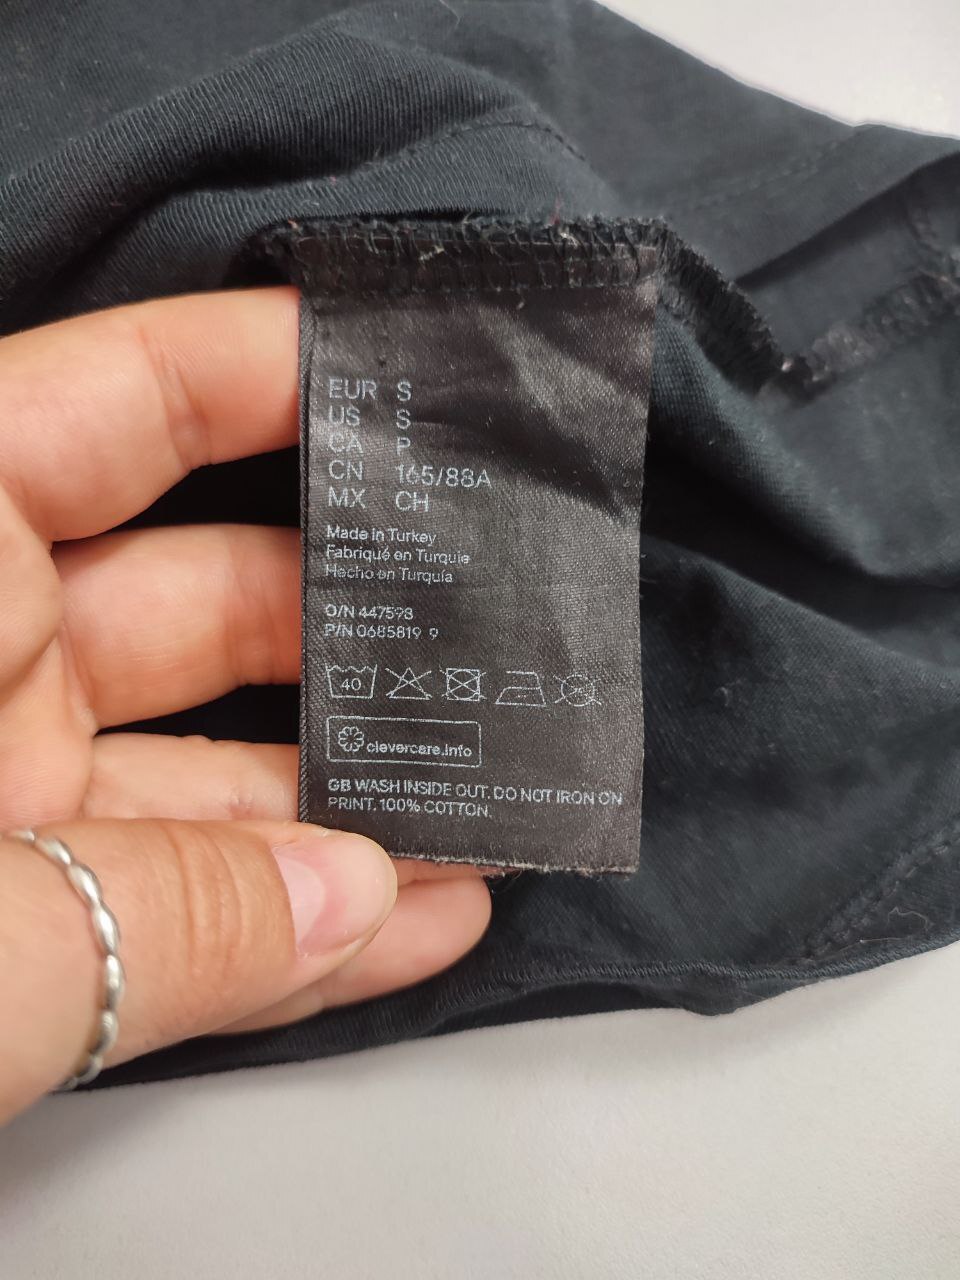 EUR S
US S
CA P
CN 165/88A
MX CH
Made in Turkey
Fabriqué en Turquie
Hecho en Turquía
O/N 447598
P/N 0685819 9
40
clevercare.info
GB WASH INSIDE OUT. DO NOT IRON ON
PRINT. 100% COTTON.